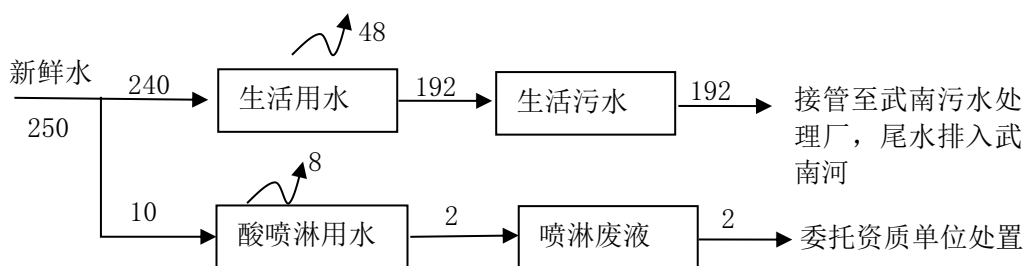 48
新鲜水
240
生活用水
192
生活污水
192
接管至武南污水处
理厂，尾水排入武
南河
250
8
10
酸喷淋用水
2
喷淋废液
2
委托资质单位处置